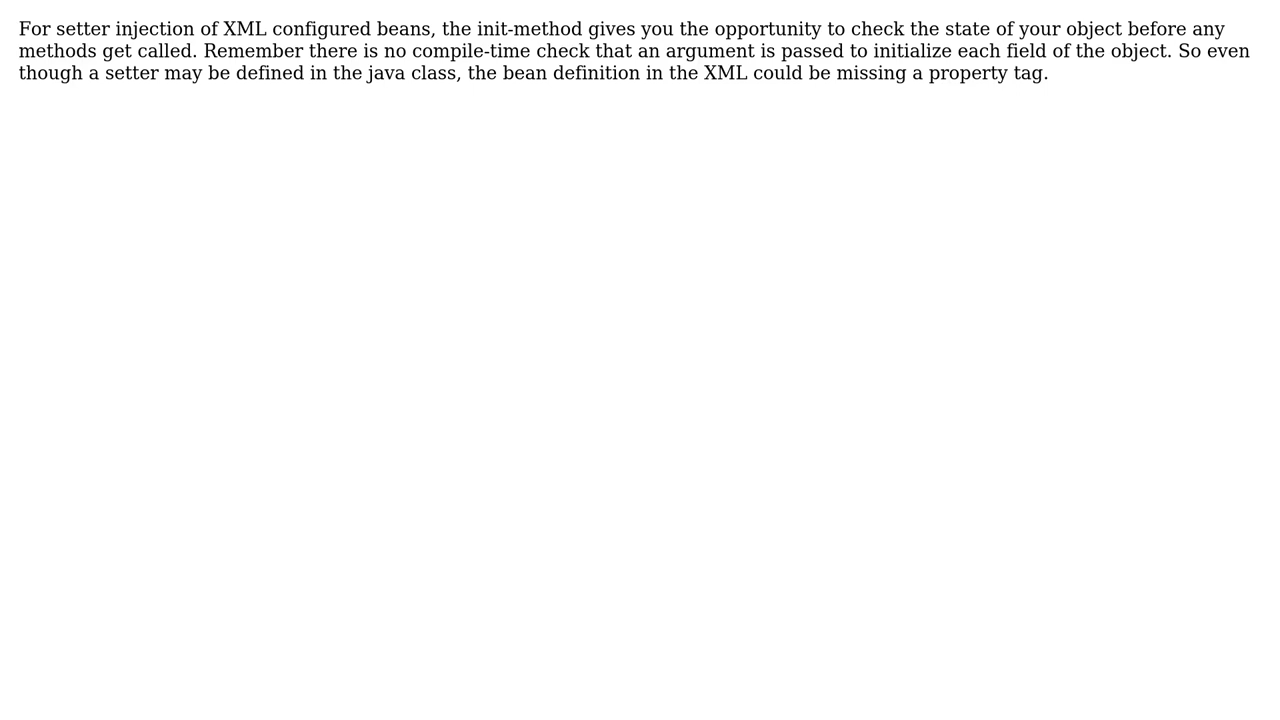 For setter injection of XML configured beans, the init-method gives you the opportunity to check the state of your object before any
methods get called. Remember there is no compile-time check that an argument is passed to initialize each field of the object. So even
though a setter may be defined in the java class, the bean definition in the XML could be missing a property tag.